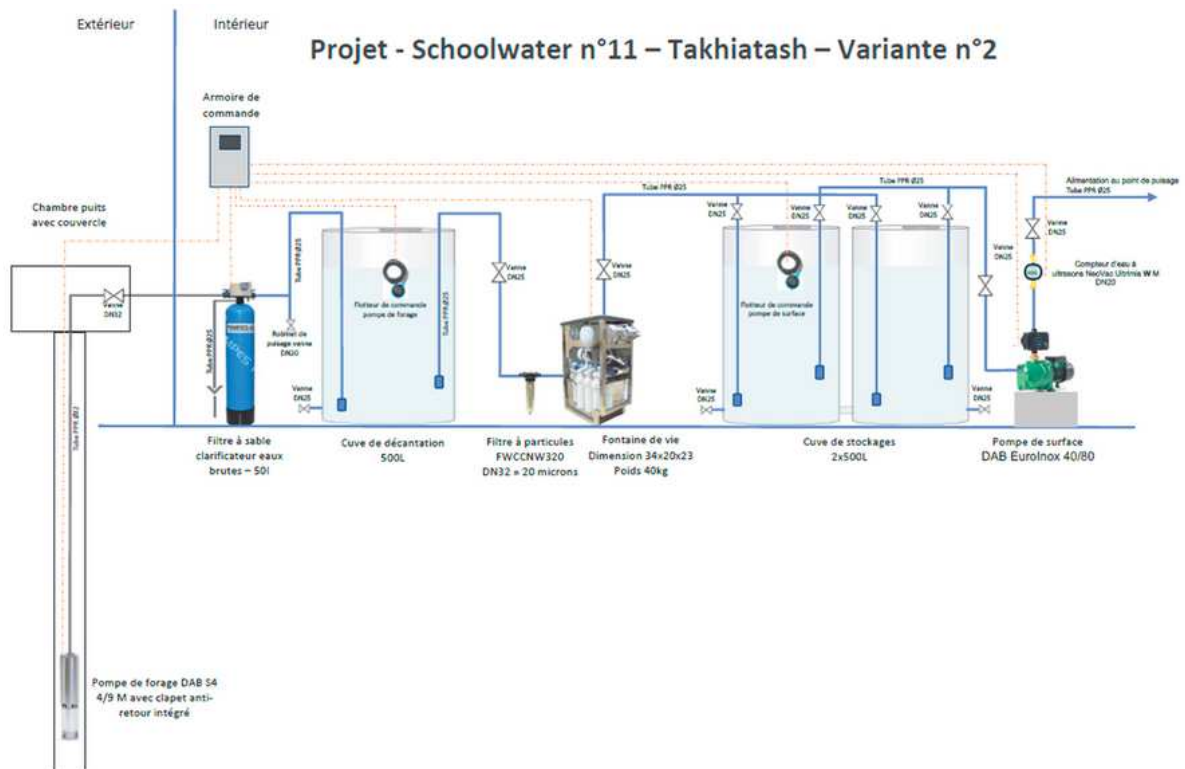 Extérieur
Intérieur
Projet - Schoolwater n°11 – Takhiatash – Variante n°2
Armoire de
commande
Chambre puits
avec couvercle
Vanne
DN32
Tube PPR Ø25
Tube PPR Ø25
Robinet de
puisage vanne
DN20
Vanne
DN25
Flotteur de commande
pompe de forage
Tube PPR Ø25
Vanne
DN25
Vanne
DN25
Tube PPR Ø25
Vanne
DN25
Vanne
DN25
Vanne
DN25
Tube PPR Ø25
Vanne
DN25
Flotteur de commande
pompe de surface
Vanne
DN25
Vanne
DN25
Vanne
DN25
Vanne
DN25
Alimentation au point de puisage
Tube PPR Ø25
Compteur d'eau à
ultrasons NeoVac Ultrimis W M
DN20
Filtre à sable
clarificateur eaux
brutes – 50l
Cuve de décantation
500L
Filtre à particules
FWCCNW320
DN32 = 20 microns
Fontaine de vie
Dimension 34x20x23
Poids 40kg
Cuve de stockages
2x500L
Pompe de surface
DAB EuroInox 40/80
Pompe de forage DAB S4
4/9 M avec clapet anti-
retour intégré